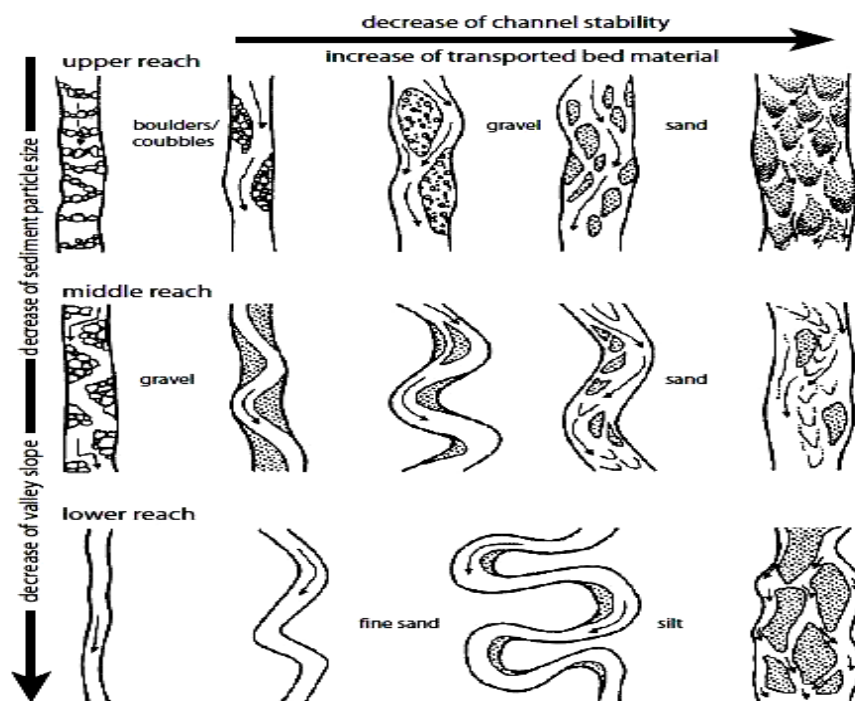 decrease of channel stability
increase of transported bed material
upper reach
boulders/
coubbles
gravel
sand
decrease of sediment particle size
middle reach
gravel
sand
decrease of valley slope
lower reach
fine sand
silt